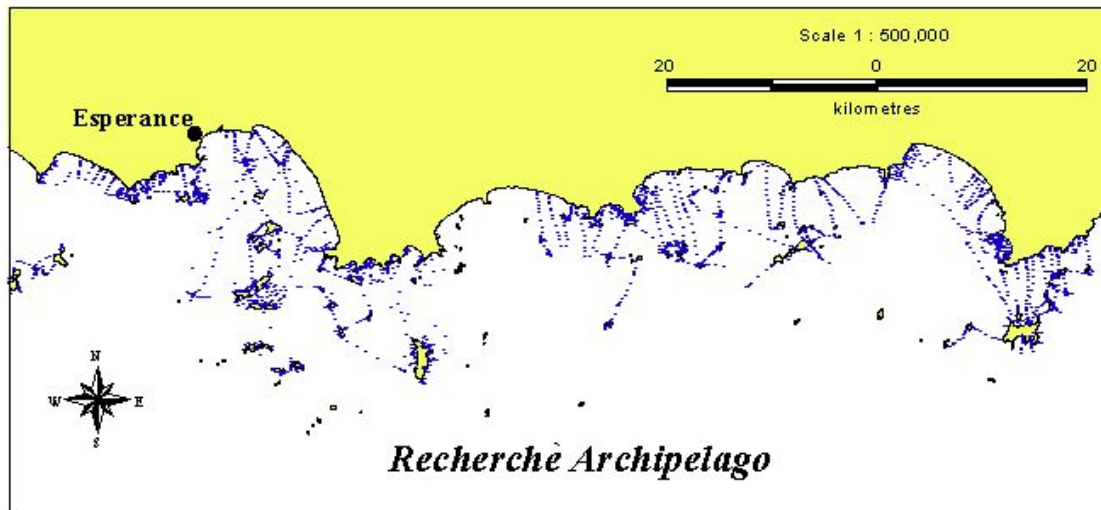 Scale 1 : 500,000
20 0 20
kilometres
Esperance
N
W E
S
Recherche Archipelago